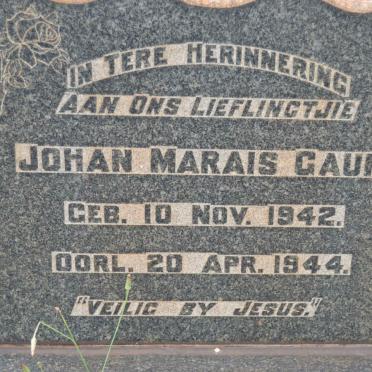 IN TERE HERINNERING
AAN ONS LIEFLINGTJIE
JOHAN MARAIS
GEB. 10 NOV. 1942.
OORL. 20 APR. 1944.
"VEILIG BY JESUS."